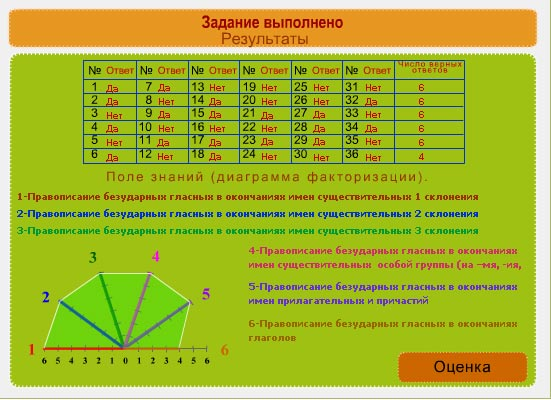 Задание выполнено
Результаты
№ Ответ № Ответ № Ответ № Ответ № Ответ № Ответ Число верных ответов
1 Да 7 Да 13 Нет 19 Нет 25 Нет 31 Нет 6
2 Да 8 Нет 14 Да 20 Нет 26 Нет 32 Да 6
3 Нет 9 Да 15 Да 21 Нет 27 Нет 33 Да 6
4 Да 10 Нет 16 Нет 22 Нет 28 Да 34 Да 6
5 Нет 11 Да 17 Да 23 Да 29 Да 35 Нет 6
6 Да 12 Нет 18 Да 24 Нет 30 Нет 36 Нет 4
Поле знаний (диаграмма факторизации).
1-Правописание безударных гласных в окончаниях имен существительных 1 склонения
2-Правописание безударных гласных в окончаниях имен существительных 2 склонения
3-Правописание безударных гласных в окончаниях имен существительных 3 склонения
4-Правописание безударных гласных в окончаниях
имен существительных особой группы (на –мя, -ия,
5-Правописание безударных гласных в окончаниях
имен прилагательных и причастий
6-Правописание безударных гласных в окончаниях
глаголов
3 4
2 5
1 6
6 5 4 3 2 1 0 1 2 3 4 5 6
Оценка